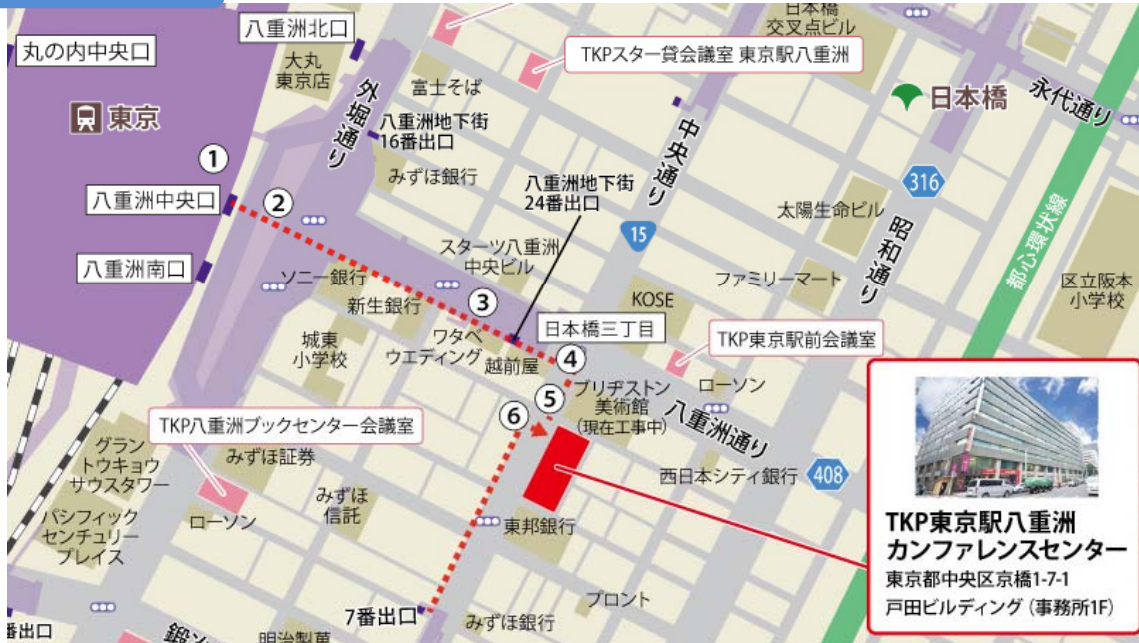 日本橋
交叉点ビル
八重洲北口
丸の内中央口
大丸
東京店
TKPスター貸会議室 東京駅八重洲
富士そば
外堀通り
東京
八重洲地下街
16番出口
中央通り
日本橋
永代通り
①
みずほ銀行
八重洲中央口
②
八重洲地下街
24番出口
316
太陽生命ビル
15
昭和通り
都心環状線
スターツ八重洲
中央ビル
八重洲南口
ソニー銀行
ファミリーマート
区立阪本
小学校
新生銀行
③
KOSE
城東
小学校
ワタベ
ウエディング
日本橋三丁目
越前屋
④
TKP東京駅前会議室
ローソン
ブリヂストン
美術館
(現在工事中)
⑤
⑥
八重洲通り
TKP八重洲ブックセンター会議室
グラン
トウキョウ
サウスタワー
みずほ証券
西日本シティ銀行
408
みずほ
信託
ローソン
パシフィック
センチュリー
プレイス
東邦銀行
TKP東京駅八重洲
カンファレンスセンター
東京都中央区京橋1-7-1
戸田ビルディング (事務所1F)
プロント
7番出口
みずほ銀行
番出口
明治製菓